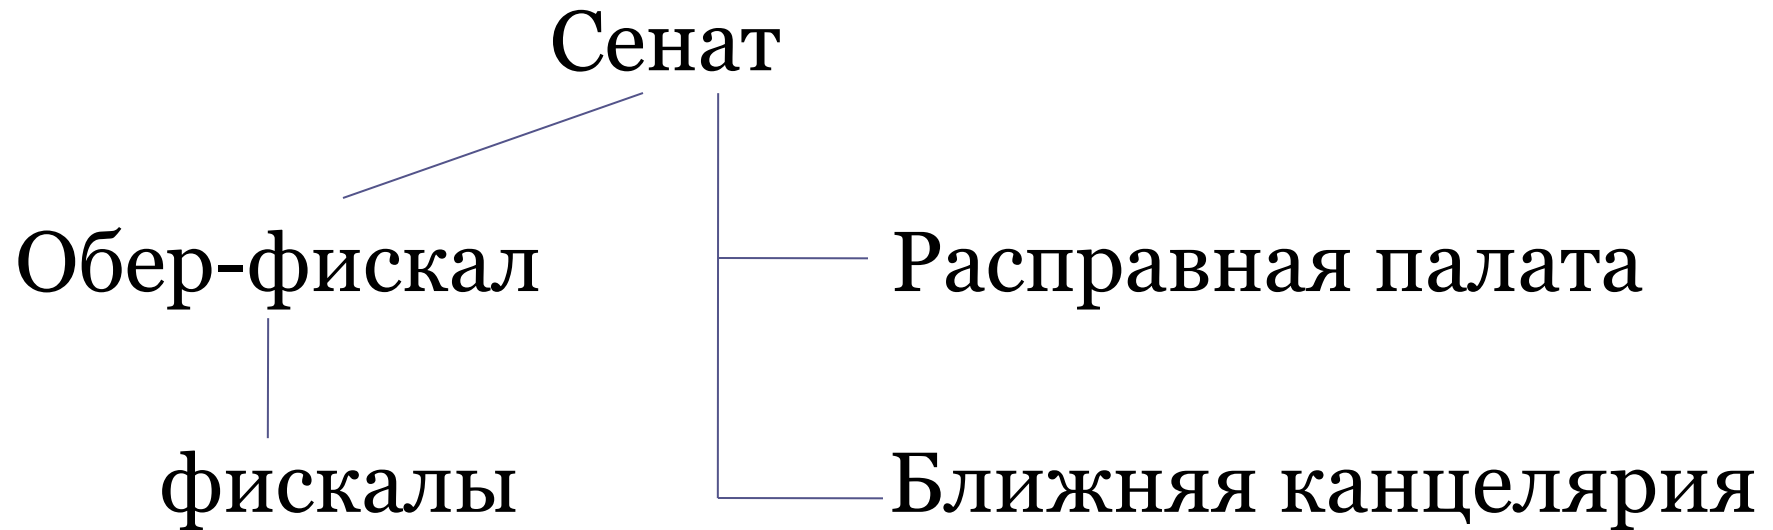 Сенат
Обер-фискал
Расправная палата
фискалы
Ближняя канцелярия